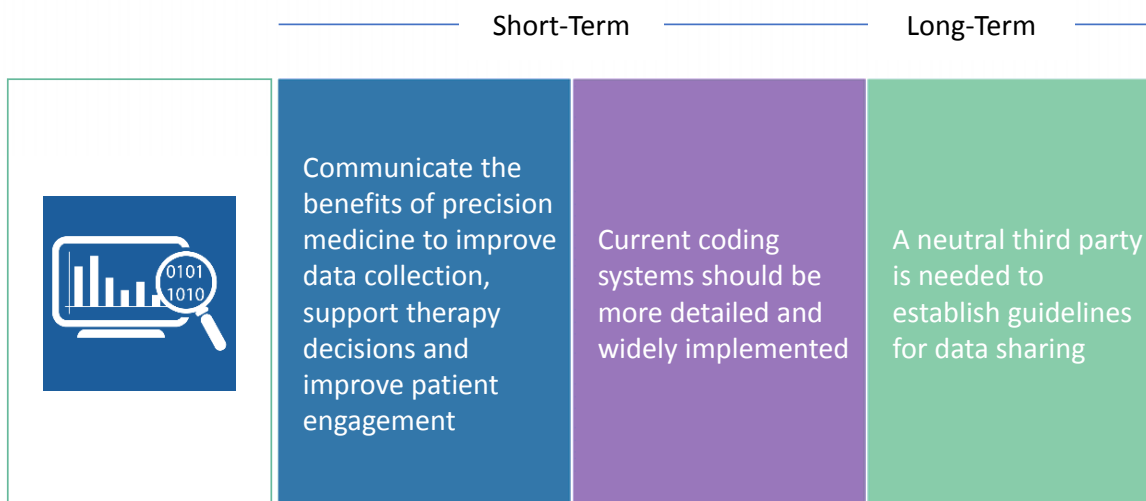 Short-Term
Long-Term
0101
1010
Communicate the
benefits of precision
medicine to improve
data collection,
support therapy
decisions and
improve patient
engagement
Current coding
systems should be
more detailed and
widely implemented
A neutral third party
is needed to
establish guidelines
for data sharing